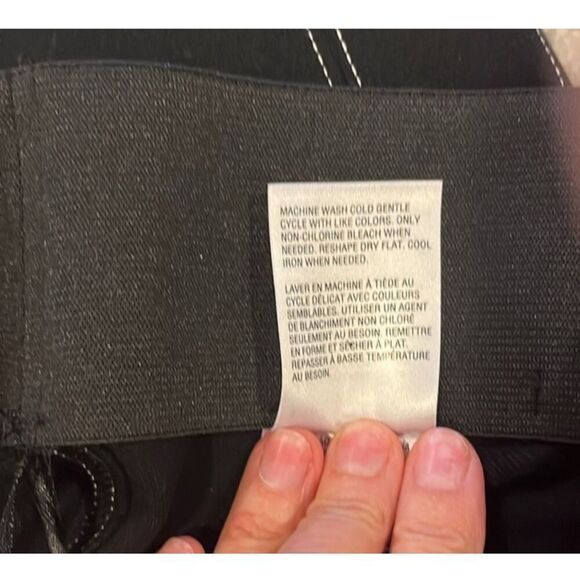 MACHINE WASH COLD GENTLE
CYCLE WITH LIKE COLORS. ONLY
NON-CHLORINE BLEACH WHEN
NEEDED. RESHAPE DRY FLAT. COOL
IRON WHEN NEEDED.
LAVER EN MACHINE À TIÈDE AU
CYCLE DÉLICAT AVEC COULEURS
SEMBLABLES. UTILISER UN AGENT
DE BLANCHIMENT NON CHLORÉ
SEULEMENT AU BESOIN. REMETTRE
EN FORME ET SÉCHER À PLAT.
REPASSER À BASSE TEMPÉRATURE
AU BESOIN.